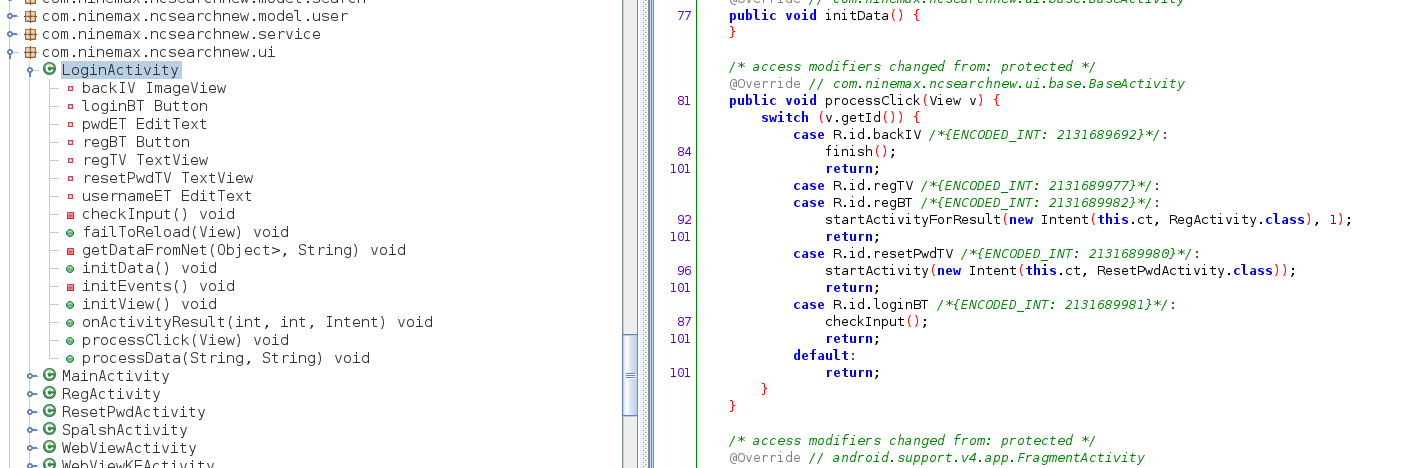 com.ninemax.ncsearchnew.model.search
com.ninemax.ncsearchnew.model.user
com.ninemax.ncsearchnew.service
com.ninemax.ncsearchnew.ui
LoginActivity
backIV ImageView
loginBT Button
pwdET EditText
regBT Button
regTV TextView
resetPwdTV TextView
usernameET EditText
checkInput() void
failToReload(View) void
getDataFromNet(Object>, String) void
initData() void
initEvents() void
initView() void
onActivityResult(int, int, Intent) void
processClick(View) void
processData(String, String) void
MainActivity
RegActivity
ResetPwdActivity
SpalshActivity
WebViewActivity
WebViewKFActivity
@Override // com.ninemax.ncsearchnew.ui.base.BaseActivity
77 public void initData() {
}
/* access modifiers changed from: protected */
@Override // com.ninemax.ncsearchnew.ui.base.BaseActivity
81 public void processClick(View v) {
switch (v.getId()) {
case R.id.backIV /*{ENCODED_INT: 2131689692}*/:
84 finish();
101 return;
case R.id.regTV /*{ENCODED_INT: 2131689977}*/:
case R.id.regBT /*{ENCODED_INT: 2131689982}*/:
92 startActivityForResult(new Intent(this.ct, RegActivity.class), 1);
101 return;
case R.id.resetPwdTV /*{ENCODED_INT: 2131689980}*/:
96 startActivity(new Intent(this.ct, ResetPwdActivity.class));
101 return;
case R.id.loginBT /*{ENCODED_INT: 2131689981}*/:
87 checkInput();
101 return;
default:
101 return;
}
}
/* access modifiers changed from: protected */
@Override // android.support.v4.app.FragmentActivity